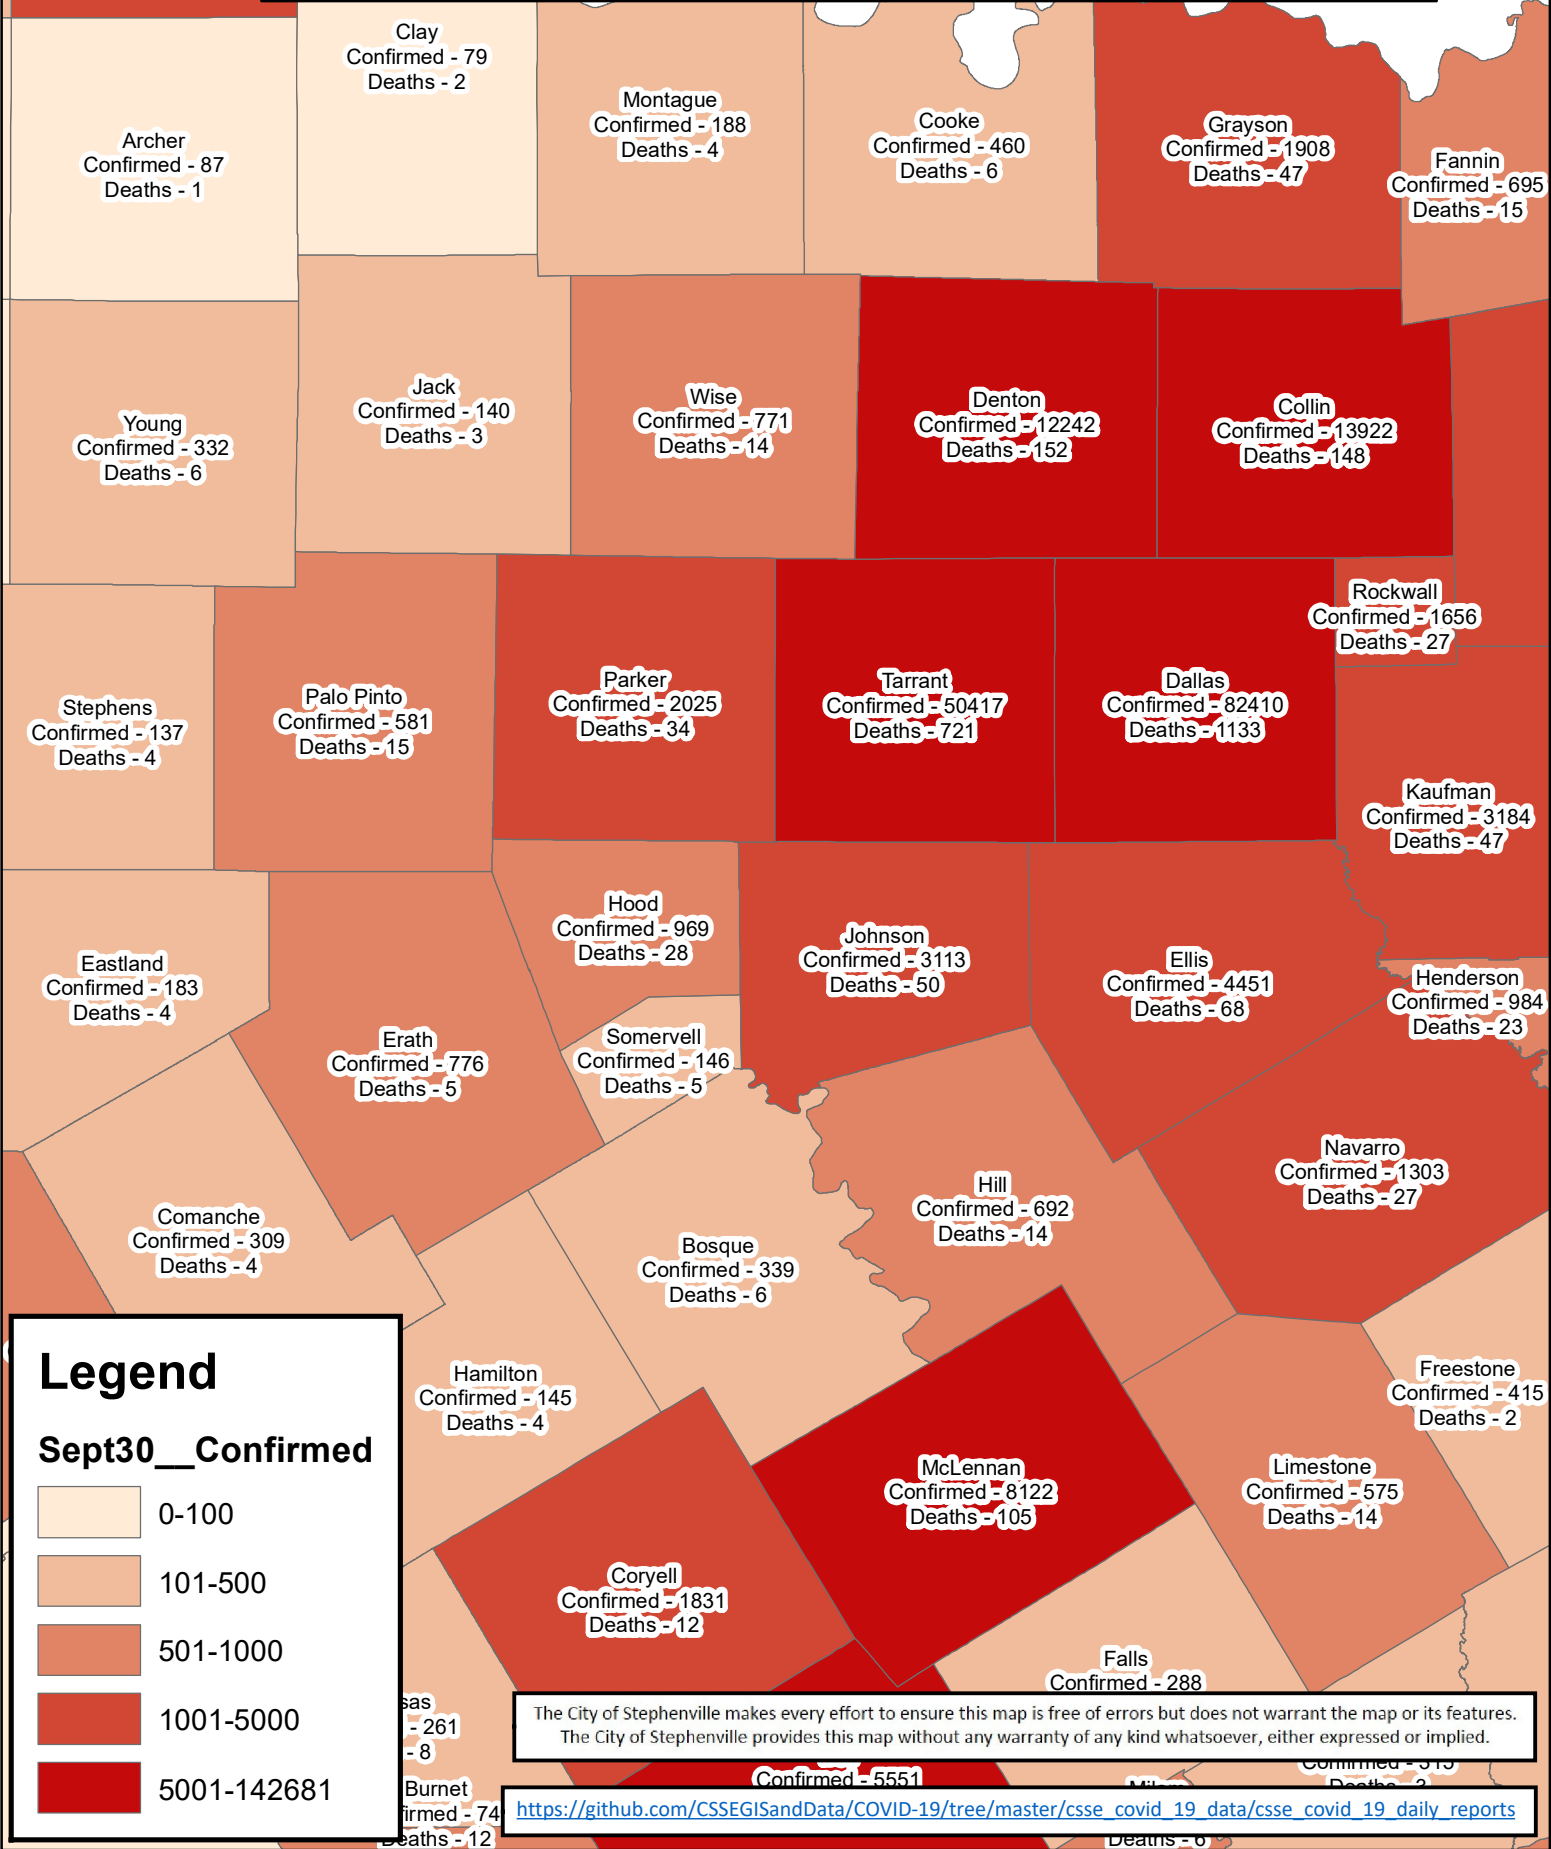 Clay
Confirmed - 79
Deaths - 2
Montague
Confirmed - 188
Deaths - 4
Cooke
Confirmed - 460
Deaths - 6
Grayson
Confirmed - 1908
Deaths - 47
Archer
Confirmed - 87
Deaths - 1
Fannin
Confirmed - 695
Deaths - 15
Young
Confirmed - 332
Deaths - 6
Jack
Confirmed - 140
Deaths - 3
Wise
Confirmed - 771
Deaths - 14
Denton
Confirmed - 12242
Deaths - 152
Collin
Confirmed - 13922
Deaths - 148
Rockwall
Confirmed - 1656
Deaths - 27
Stephens
Confirmed - 137
Deaths - 4
Palo Pinto
Confirmed - 581
Deaths - 15
Parker
Confirmed - 2025
Deaths - 34
Tarrant
Confirmed - 50417
Deaths - 721
Dallas
Confirmed - 82410
Deaths - 1133
Kaufman
Confirmed - 3184
Deaths - 47
Eastland
Confirmed - 183
Deaths - 4
Hood
Confirmed - 969
Deaths - 28
Johnson
Confirmed - 3113
Deaths - 50
Ellis
Confirmed - 4451
Deaths - 68
Henderson
Confirmed - 984
Deaths - 23
Erath
Confirmed - 776
Deaths - 5
Somervell
Confirmed - 146
Deaths - 5
Navarro
Confirmed - 1303
Deaths - 27
Comanche
Confirmed - 309
Deaths - 4
Bosque
Confirmed - 339
Deaths - 6
Hill
Confirmed - 692
Deaths - 14
Hamilton
Confirmed - 145
Deaths - 4
Freestone
Confirmed - 415
Deaths - 2
McLennan
Confirmed - 8122
Deaths - 105
Limestone
Confirmed - 575
Deaths - 14
Coryell
Confirmed - 1831
Deaths - 12
Falls
Confirmed - 288
Legend
Sept30__Confirmed
0-100
101-500
501-1000
1001-5000
5001-142681
sas
- 261
- 8
Burnet
firmed - 74
Deaths - 12
The City of Stephenville makes every effort to ensure this map is free of errors but does not warrant the map or its features.
The City of Stephenville provides this map without any warranty of any kind whatsoever, either expressed or implied.
Confirmed - 5551
Confirmed - 315
Deaths - 3
Milam
https://github.com/CSSEGISandData/COVID-19/tree/master/csse_covid_19_data/csse_covid_19_daily_reports
Deaths - 6